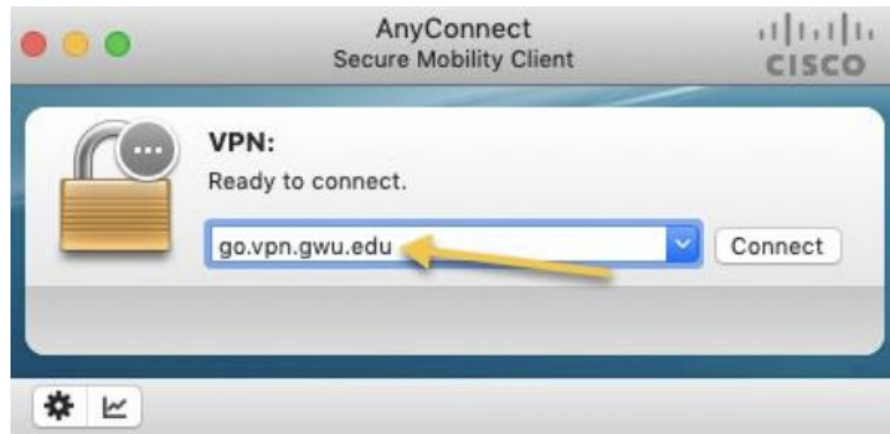 AnyConnect
Secure Mobility Client
CISCO
VPN:
Ready to connect.
go.vpn.gwu.edu
Connect